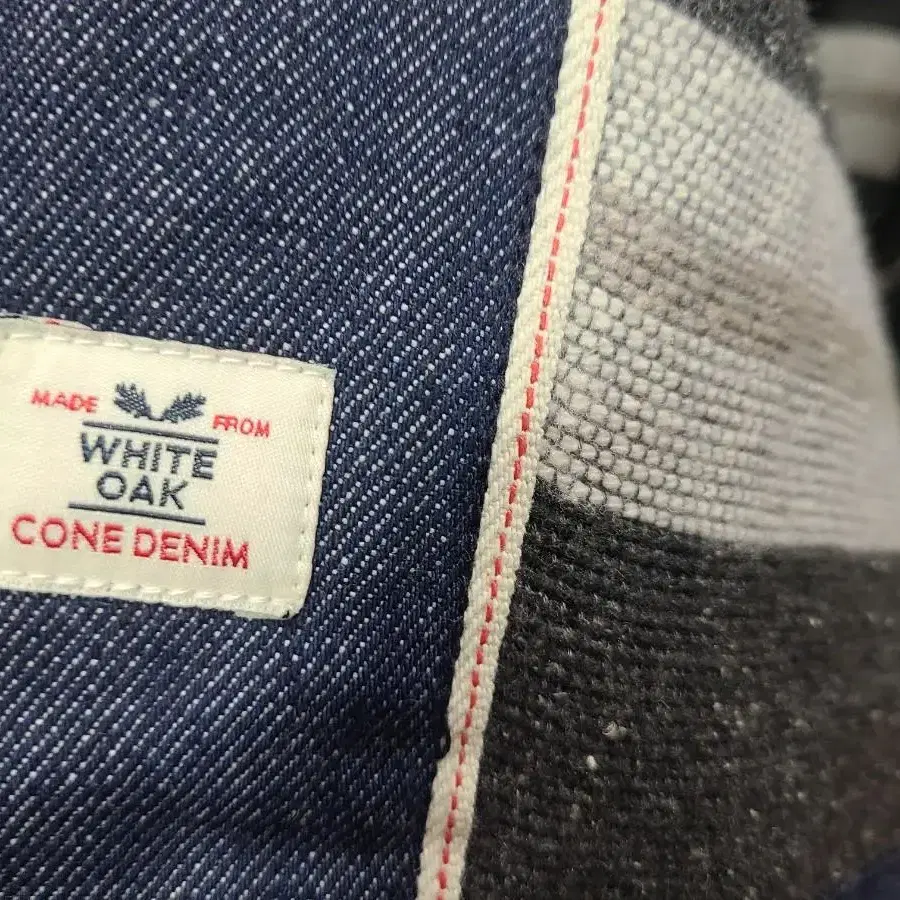 MADE FROM
WHITE
OAK
CONE DENIM